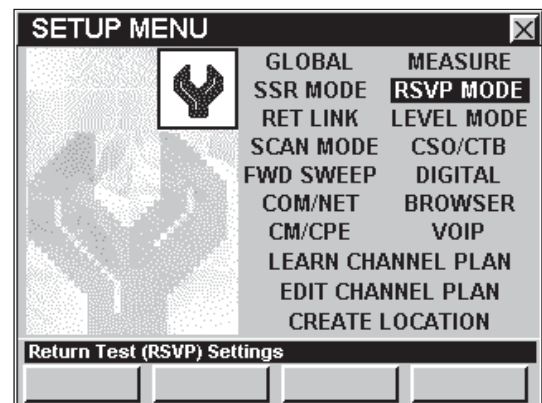 SETUP MENU
GLOBAL MEASURE
SSR MODE RSVP MODE
RET LINK LEVEL MODE
SCAN MODE CSO/CTB
FWD SWEEP DIGITAL
COM/NET BROWSER
CM/CPE VOIP
LEARN CHANNEL PLAN
EDIT CHANNEL PLAN
CREATE LOCATION
Return Test (RSVP) Settings